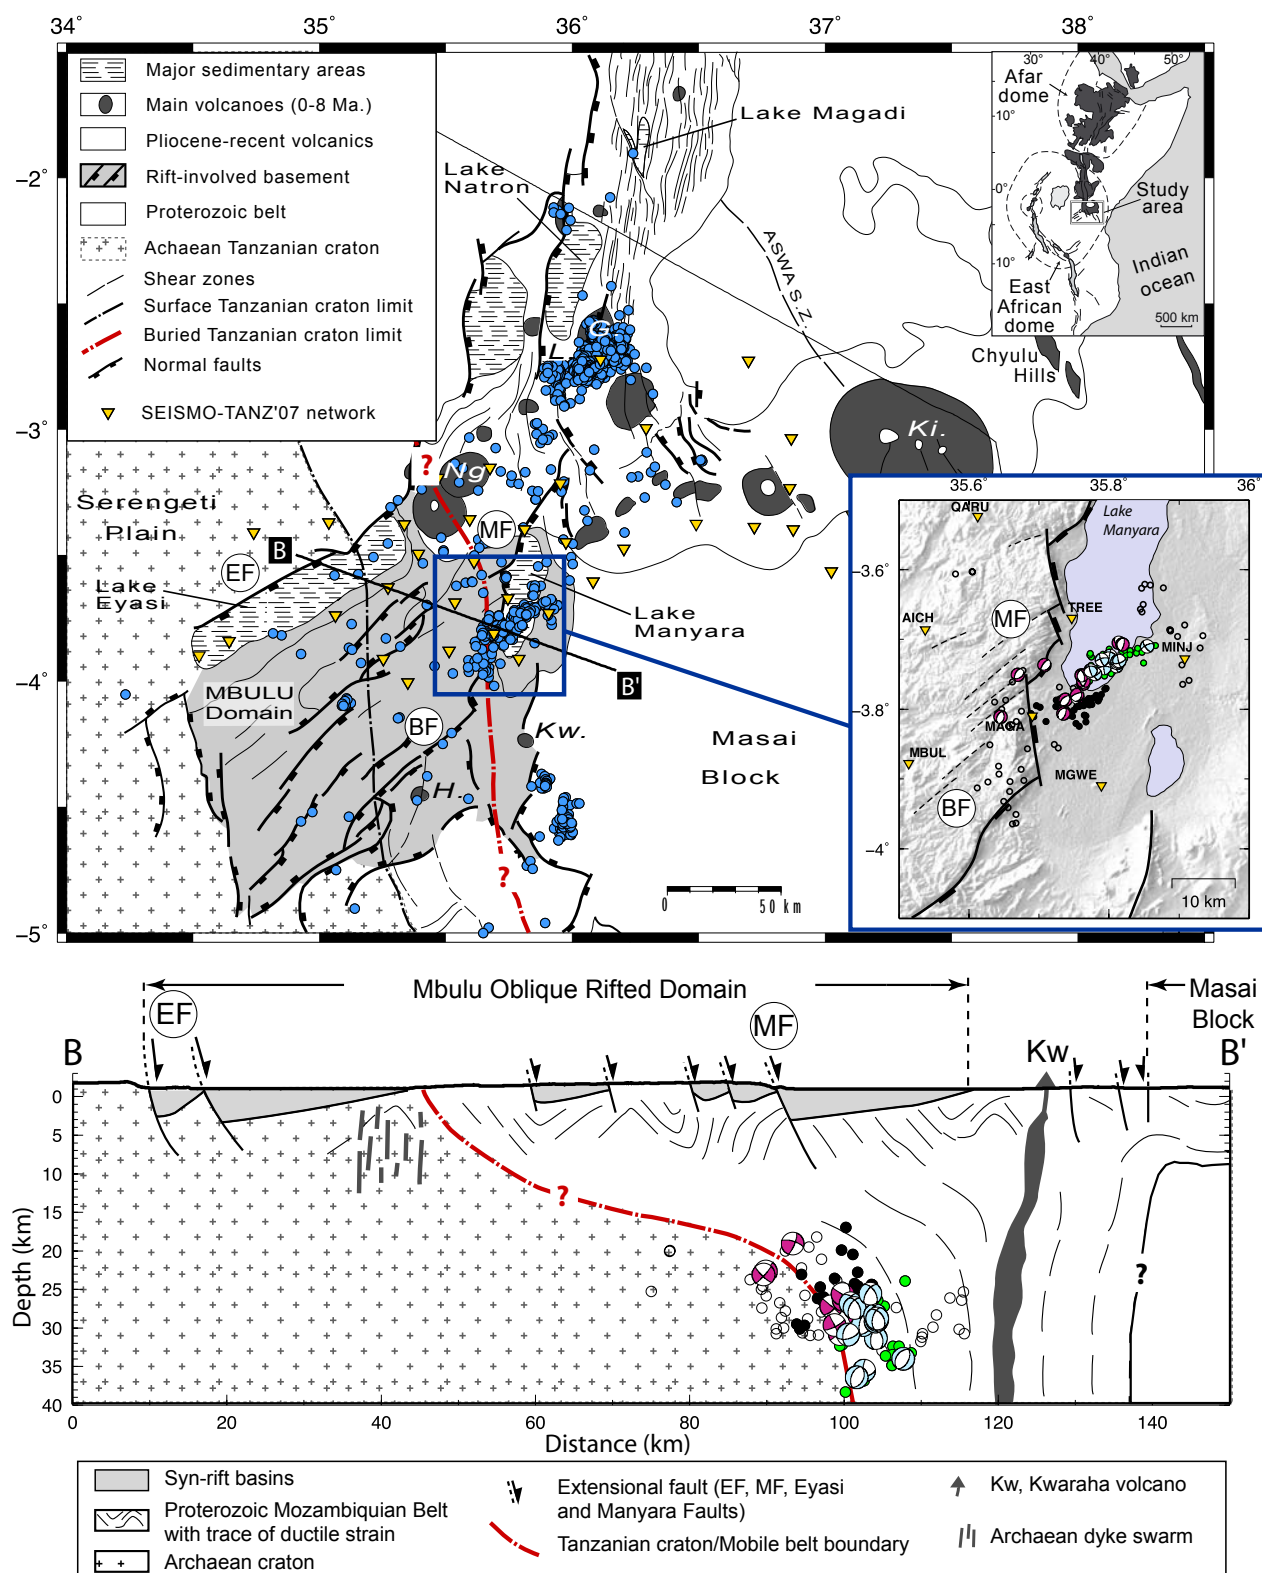 34°
35°
36°
37°
38°
Major sedimentary areas
Main volcanoes (0-8 Ma.)
Pliocene-recent volcanics
Rift-involved basement
Proterozoic belt
Achaean Tanzanian craton
Shear zones
Surface Tanzanian craton limit
Buried Tanzanian craton limit
Normal faults
SEISMO-TANZ'07 network
−2°
−3°
−4°
−5°
Lake Magadi
Lake
Natron
ASWA S.Z.
G
L
Chyulu
Hills
Ki.
Ng
?
MF
Serengeti
Plain
B
EF
Lake
Eyasi
Lake
Manyara
B'
MBULU
Domain
BF
Kw.
H.
Masai
Block
?
0 50 km
30° 40° 50°
Afar
dome
10°
0°
Study
area
10°
Indian
ocean
East
African
dome
500 km
35.6 35.8 36°
QARU
Lake
Manyara
−3.6°
AICH
MF
TREE
MINJ
−3.8°
MAGA
MBUL
MGWE
BF
−4°
10 km
Mbulu Oblique Rifted Domain
Masai
Block
EF
MF
B
Kw
B'
0
5
10
15
20
25
30
35
40
Depth (km)
?
?
0 20 40 60 80 100 120 140
Distance (km)
Syn-rift basins
Proterozoic Mozambiquian Belt
with trace of ductile strain
Archaean craton
Extensional fault (EF, MF, Eyasi
and Manyara Faults)
Tanzanian craton/Mobile belt boundary
Kw, Kwaraha volcano
Archaean dyke swarm